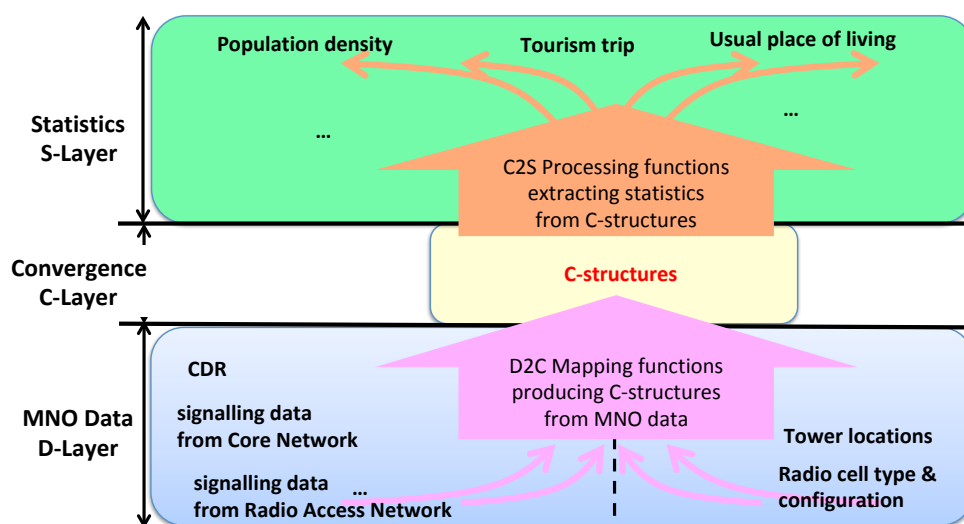 Population density
Tourism trip
Usual place of living
...
...
Statistics
S-Layer
C2S Processing functions
extracting statistics
from C-structures
Convergence
C-Layer
C-structures
MNO Data
D-Layer
CDR
signalling data
from Core Network
...
signalling data
from Radio Access Network
D2C Mapping functions
producing C-structures
from MNO data
Tower locations
Radio cell type &
configuration